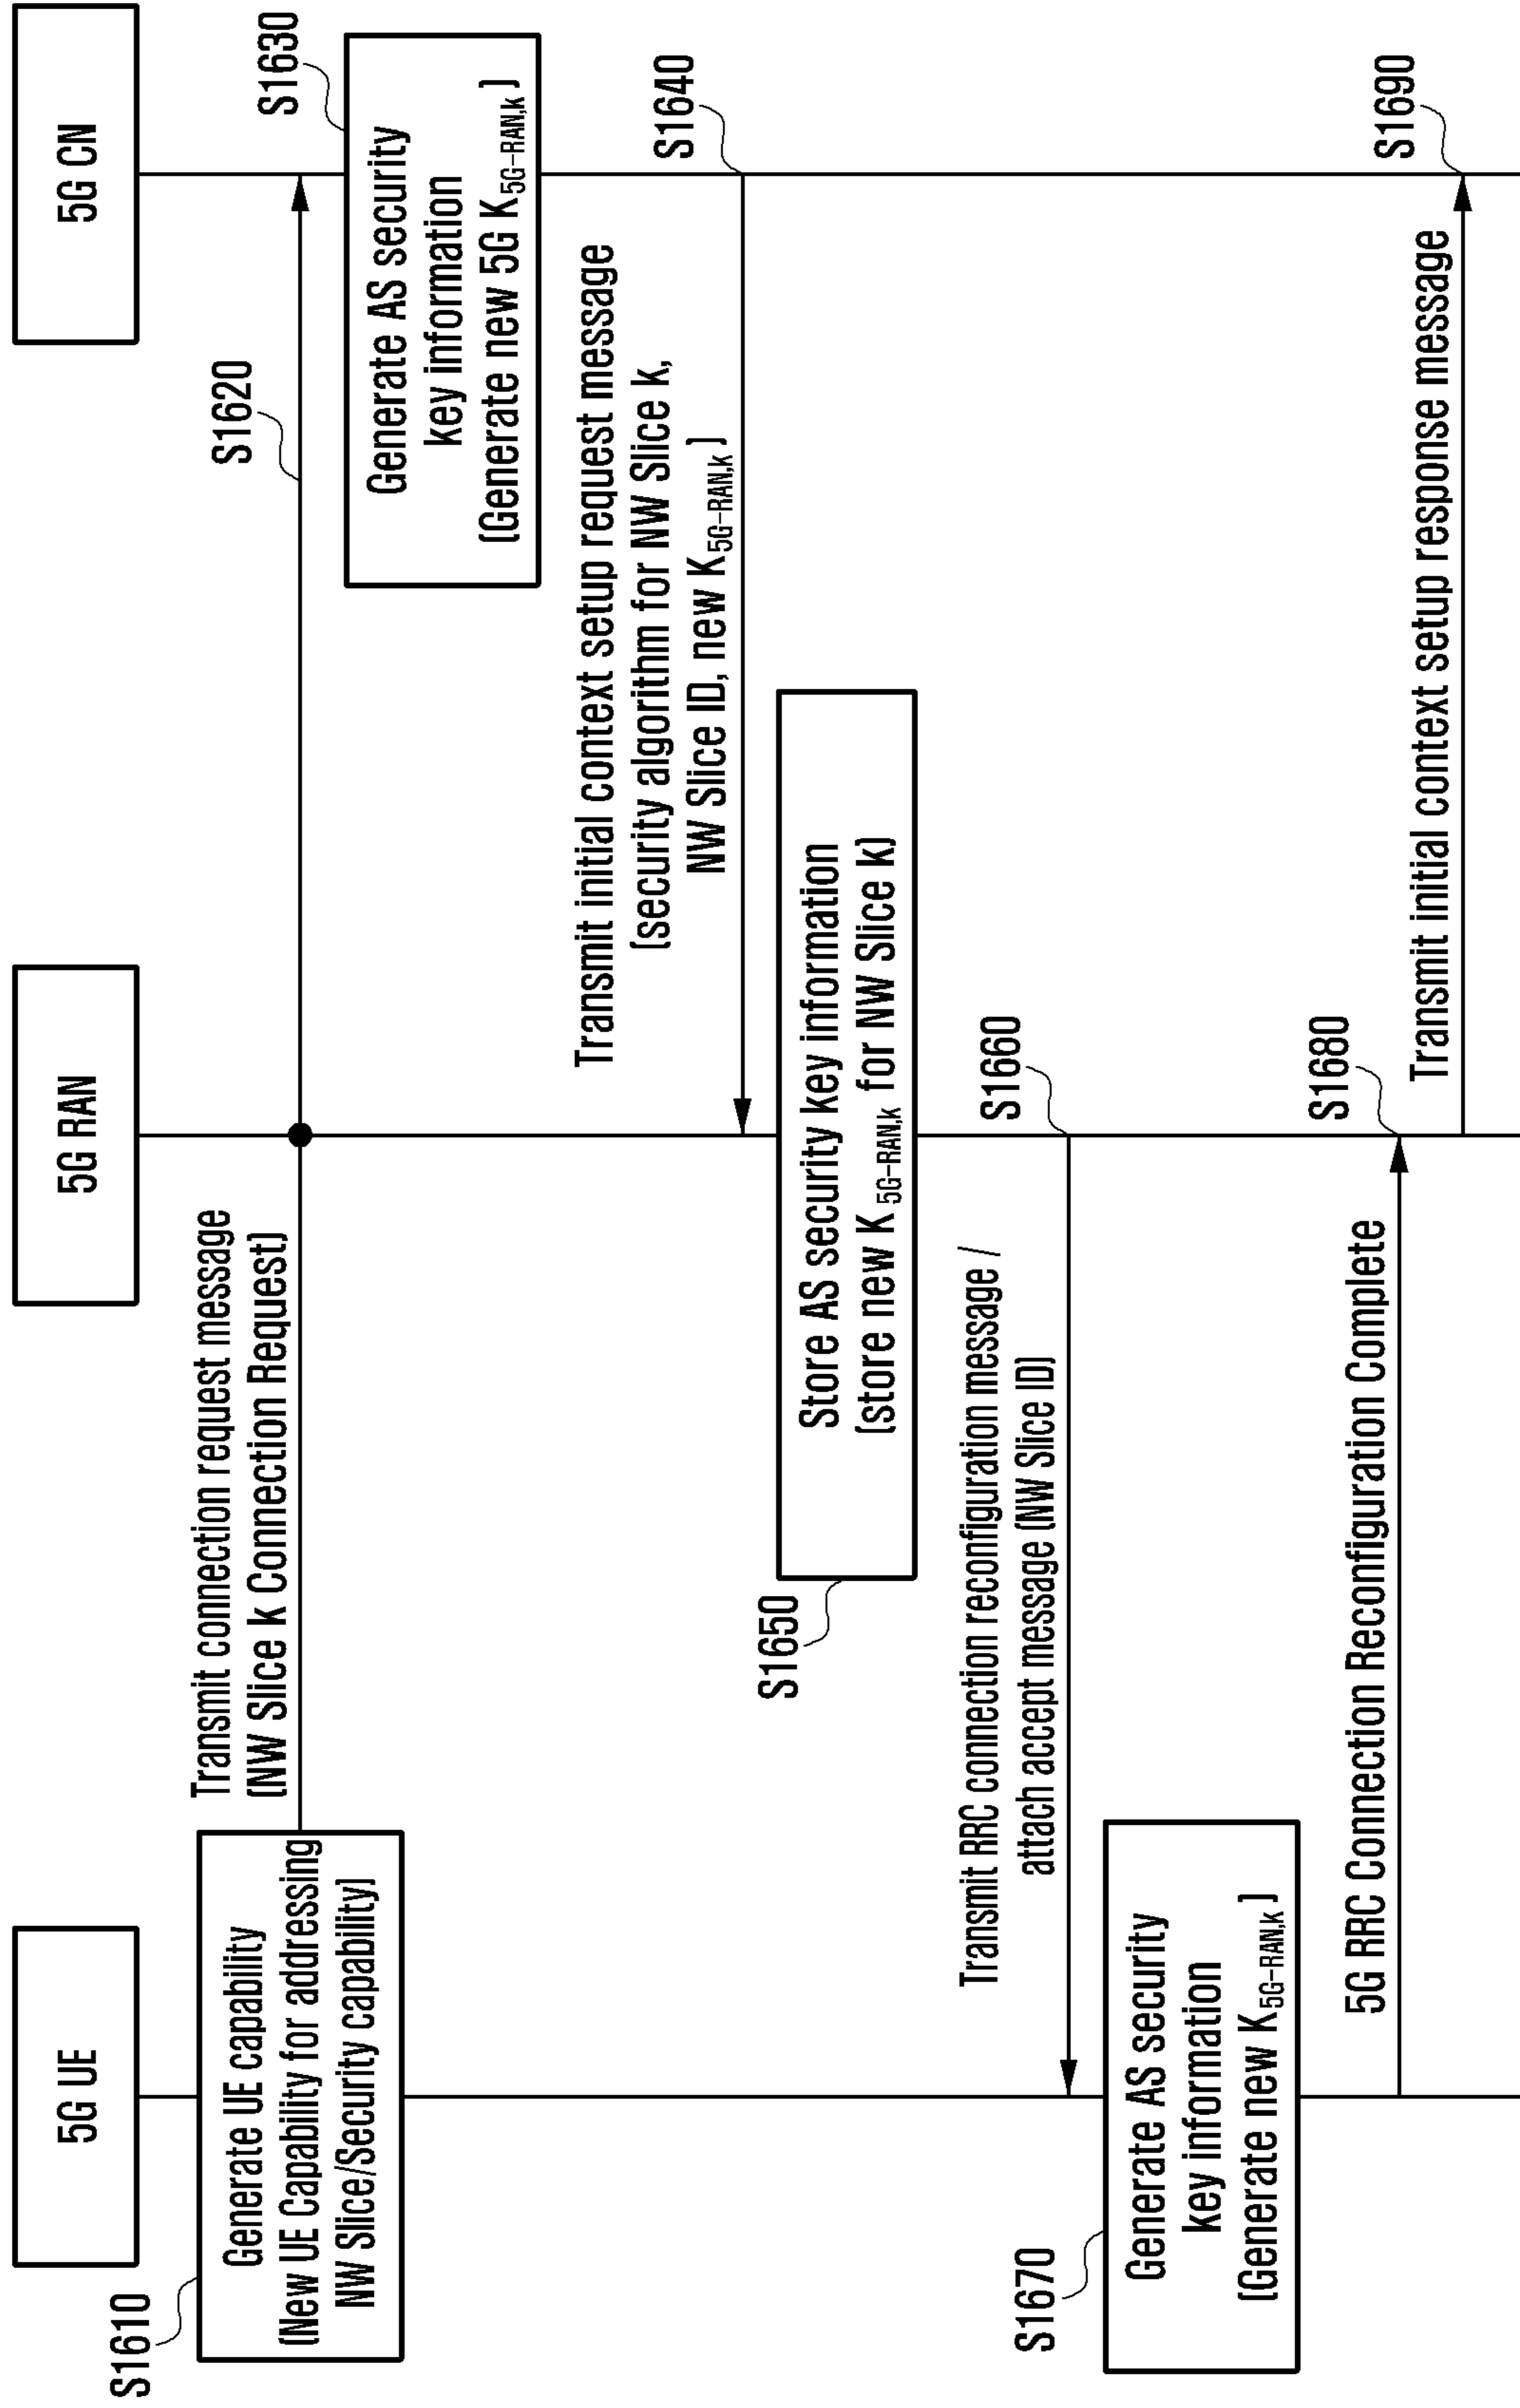 5G UE
5G RAN
5G CN
S1610
Generate UE capability
(New UE Capability for addressing
NW Slice/Security capability)
Transmit connection request message
(NW Slice k Connection Request)
S1620
S1630
Generate AS security
key information
(Generate new 5G K5G-RAN,k)
Transmit initial context setup request message
(security algorithm for NW Slice k,
NW Slice ID, new K5G-RAN,k)
S1640
S1650
Store AS security key information
(store new K5G-RAN,k for NW Slice k)
Transmit RRC connection reconfiguration message /
attach accept message (NW Slice ID)
S1660
S1670
Generate AS security
key information
(Generate new K5G-RAN,k)
5G RRC Connection Reconfiguration Complete
S1680
Transmit initial context setup response message
S1690